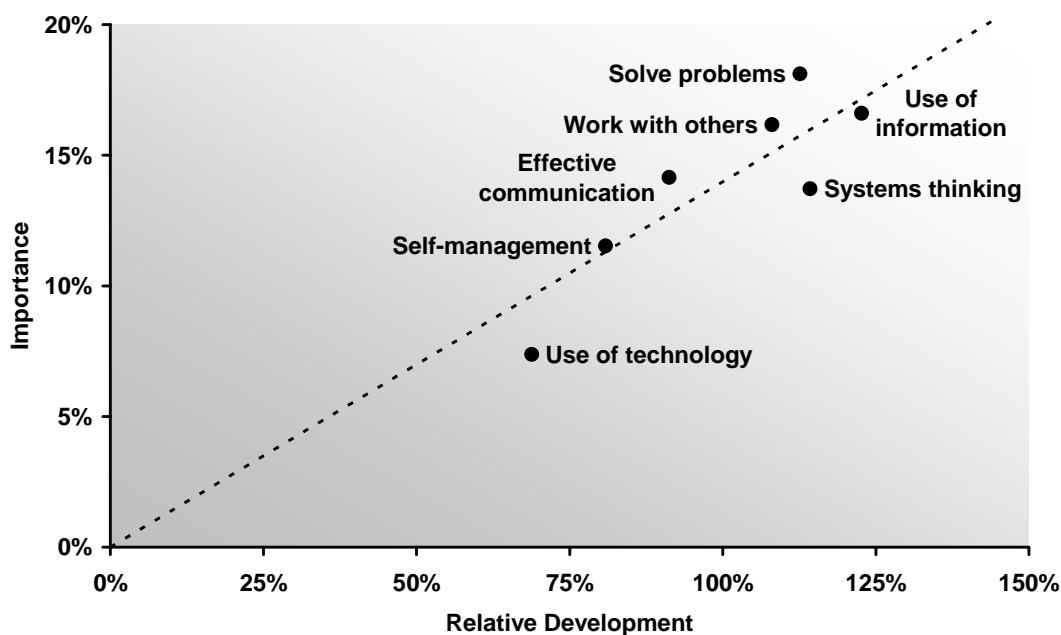 20%
Solve problems
Use of
information
Work with others
15%
Effective
communication
Systems thinking
Self-management
10%
Importance
Use of technology
5%
0%
0%
25%
50%
75%
100%
125%
150%
Relative Development